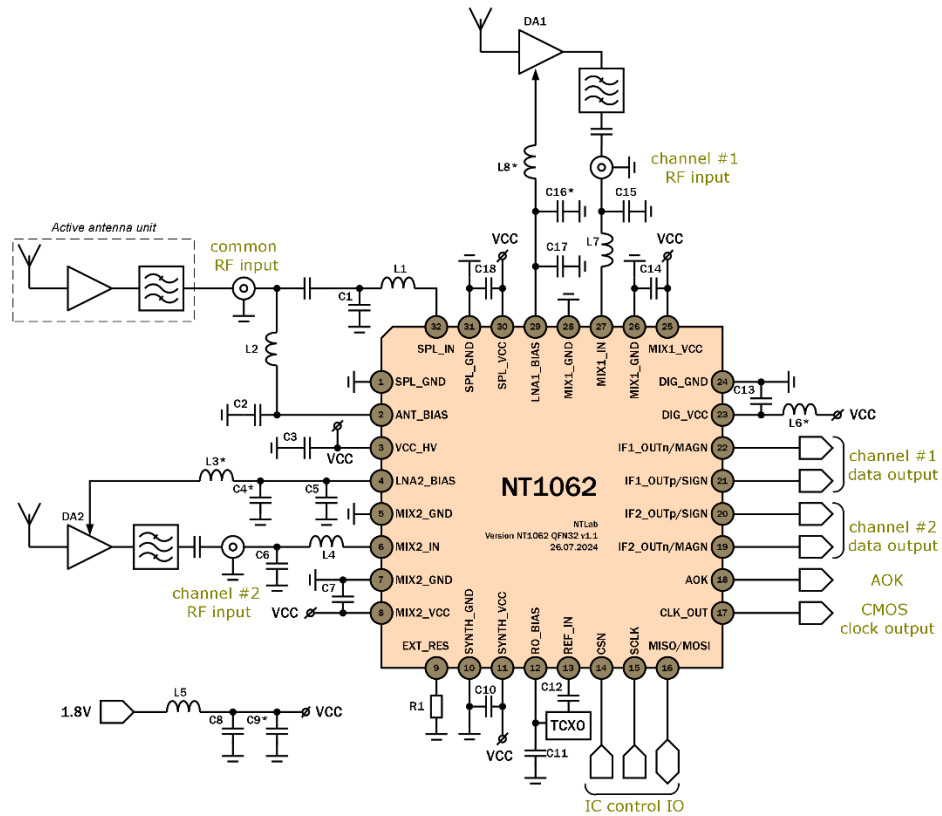 DA1
L8*
channel #1
RF input
C16*
C15
Active antenna unit
common
RF input
VCC
VCC
C17
L7
L1
C18
C14
C1
32
31
30
29
28
27
26
25
SPL_IN
SPL_GND
SPL_VCC
LNA1_BIAS
MIX1_GND
MIX1_IN
MIX1_GND
MIX1_VCC
L2
1
SPL_GND
DIG_GND
24
C13
C2
2
ANT_BIAS
DIG_VCC
23
L6*
VCC
C3
VCC
3
VCC_HV
IF1_OUTn/MAGN
22
channel #1
data output
L3*
C4*
C5
4
LNA2_BIAS
NT1062
IF1_OUTp/SIGN
21
DA2
5
MIX2_GND
NTLab
Version NT1062 QFN32 v1.1
26.07.2024
IF2_OUTp/SIGN
20
channel #2
data output
C6
L4
6
MIX2_IN
IF2_OUTn/MAGN
19
channel #2
RF input
C7
7
MIX2_GND
AOK
18
AOK
VCC
8
MIX2_VCC
CLK_OUT
17
CMOS
clock output
EXT_RES
SYNTH_GND
SYNTH_VCC
RO_BIAS
REF_IN
CSN
SCLK
MISO/MOSI
9
10
11
12
13
14
15
16
R1
C10
C12
TCXO
L5
1.8V
C8
C9*
VCC
VCC
C11
IC control IO